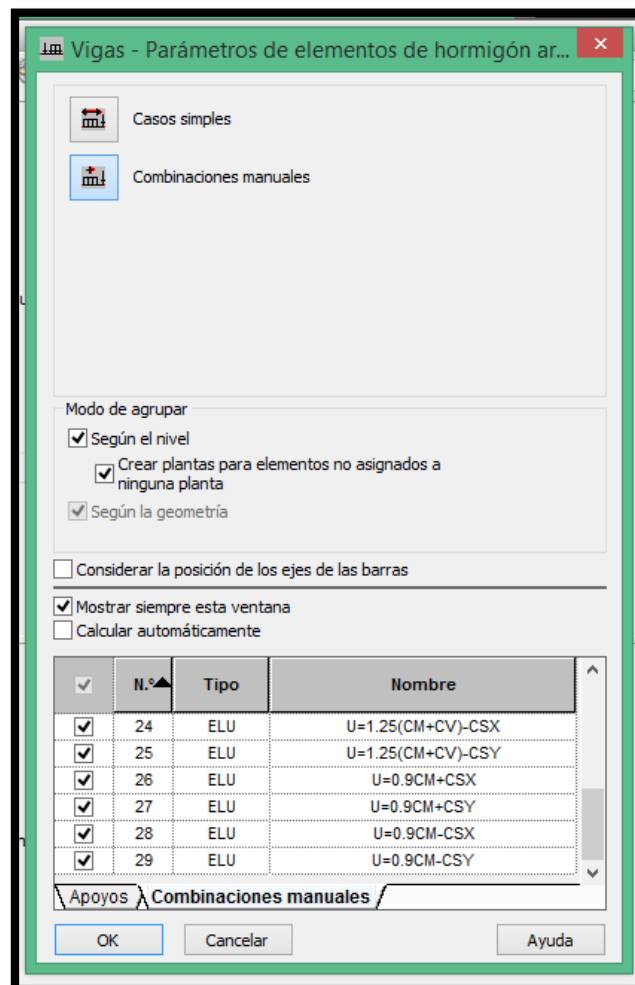 Vigas - Parámetros de elementos de hormigón ar...
Casos simples
Combinaciones manuales
Modo de agrupar
Según el nivel
Crear plantas para elementos no asignados a
ninguna planta
Según la geometría
Considerar la posición de los ejes de las barras
Mostrar siempre esta ventana
Calcular automáticamente
N.º Tipo Nombre
24 ELU U=1.25(CM+CV)-CSX
25 ELU U=1.25(CM+CV)-CSY
26 ELU U=0.9CM+CSX
27 ELU U=0.9CM+CSY
28 ELU U=0.9CM-CSX
29 ELU U=0.9CM-CSY
Apoyos Combinaciones manuales
OK Cancelar Ayuda